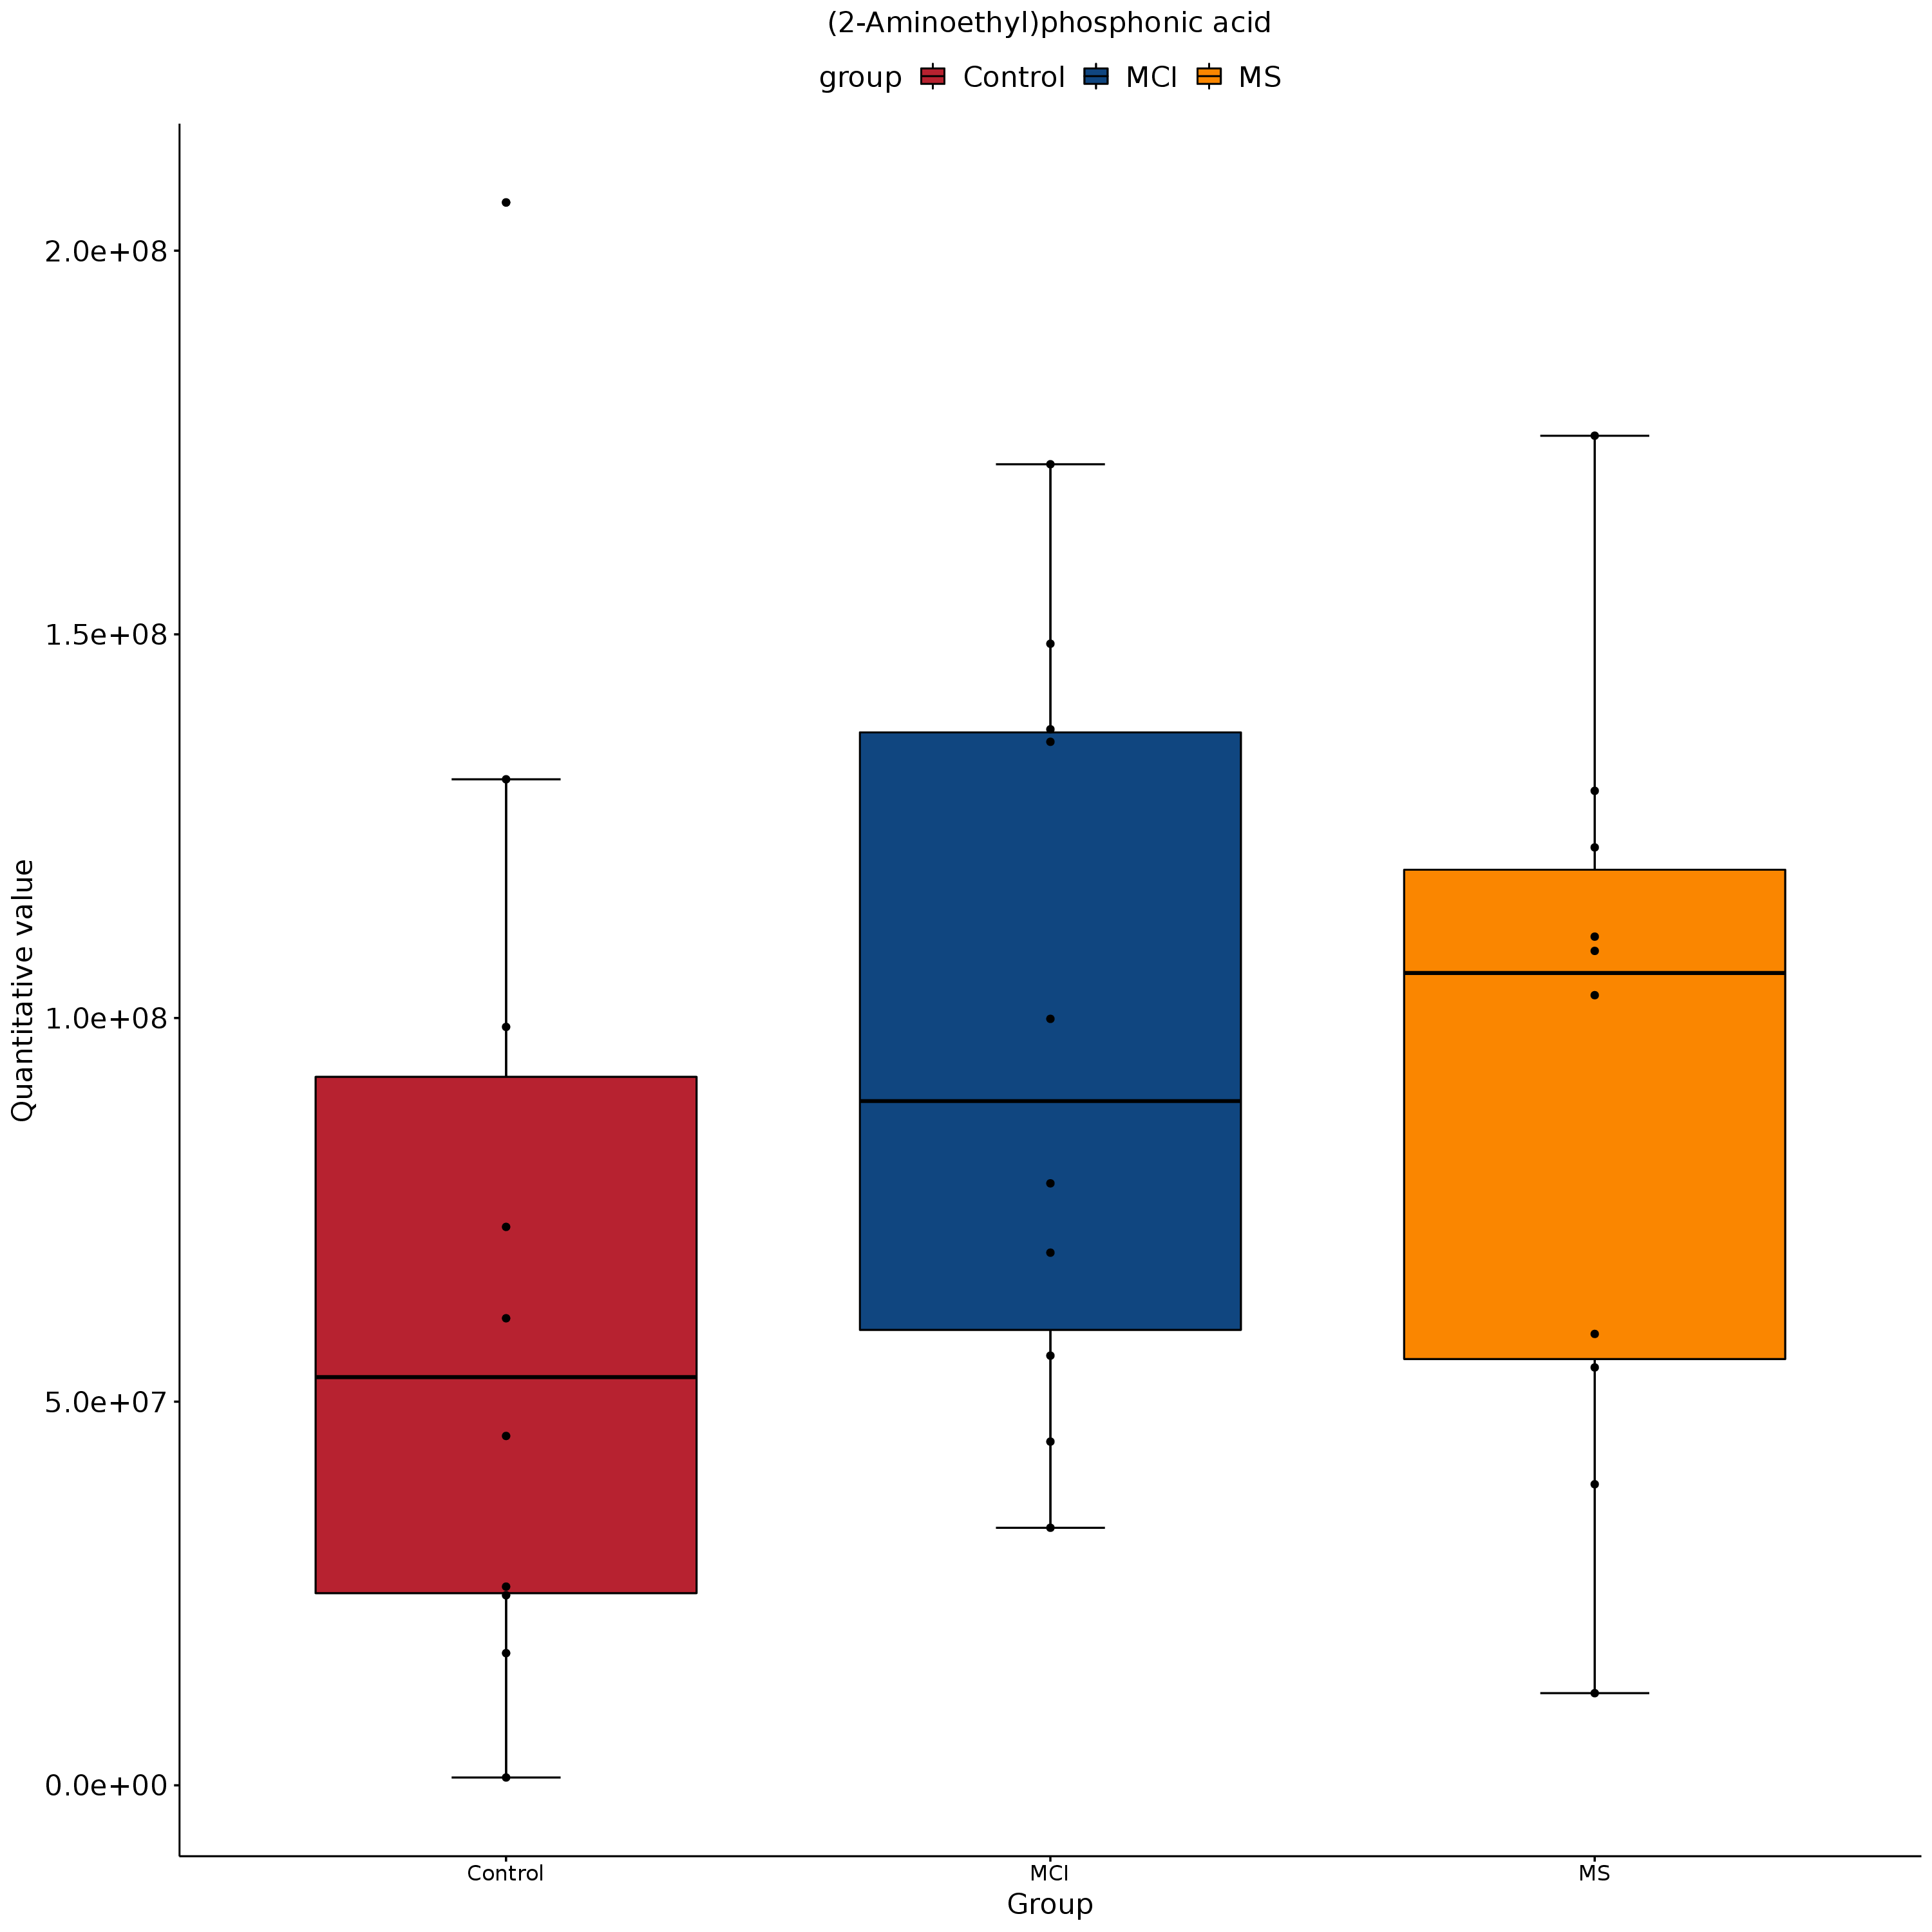 (2-Aminoethyl)phosphonic acid
group Control MCI MS
Quantitative value
2.0e+08
1.5e+08
1.0e+08
5.0e+07
0.0e+00
Control MCI MS
Group